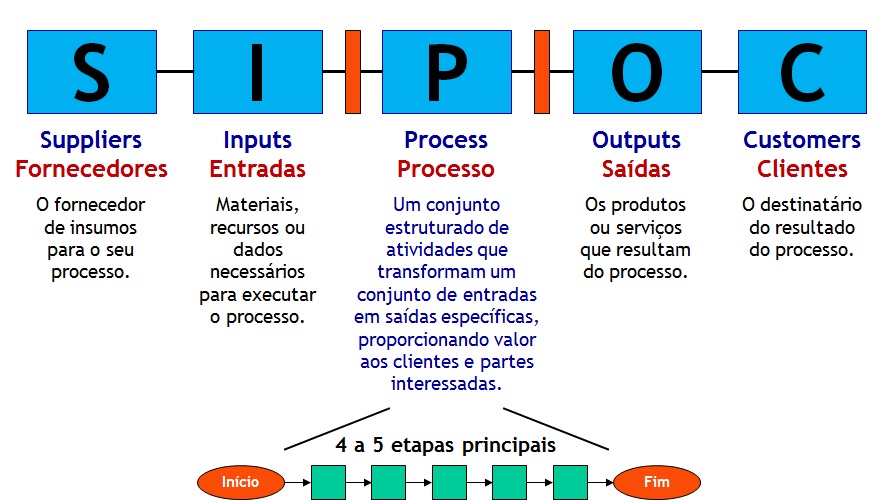 S I P O C
Suppliers
Fornecedores
O fornecedor
de insumos
para o seu
processo.
Inputs
Entradas
Materiais,
recursos ou
dados
necessários
para executar
o processo.
Process
Processo
Um conjunto
estruturado de
atividades que
transformam um
conjunto de entradas
em saídas específicas,
proporcionando valor
aos clientes e partes
interessadas.
Outputs
Saídas
Os produtos
ou serviços
que resultam
do processo.
Customers
Clientes
O destinatário
do resultado
do processo.
4 a 5 etapas principais
Início
Fim